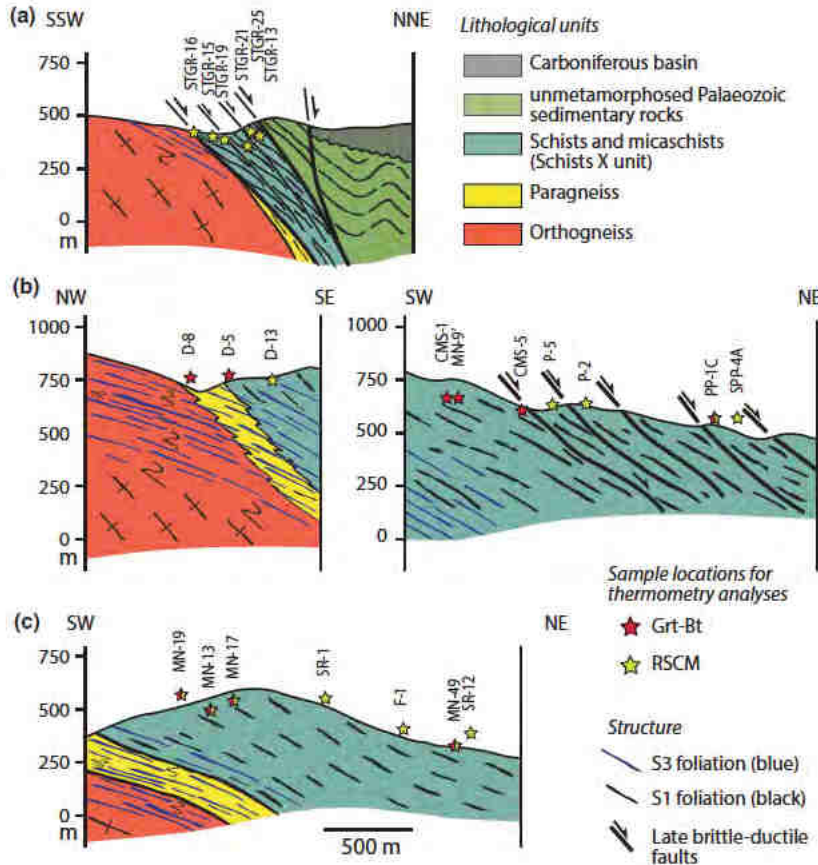 (a)
SSW
NNE
STGR-16
STGR-15
STGR-19
STGR-21
STGR-25
STGR-13
750
500
250
0
m
Lithological units
Carboniferous basin
unmetamorphosed Palaeozoic
sedimentary rocks
Schists and micaschists
(Schists X unit)
Paragneiss
Orthogneiss
(b)
NW
SE
D-8
D-5
D-13
1000
750
500
250
0
m
SW
NE
CMS-1
MN-9'
CMS-5
P-5
P-2
PP-1C
SPP-4A
1000
750
500
250
0
(c)
SW
NE
MN-19
MN-13
MN-17
SR-1
F-1
MN-49
SR-12
750
500
250
0
m
500 m
Sample locations for
thermometry analyses
Grt-Bt
RSCM
Structure
S3 foliation (blue)
S1 foliation (black)
Late brittle-ductile
faults